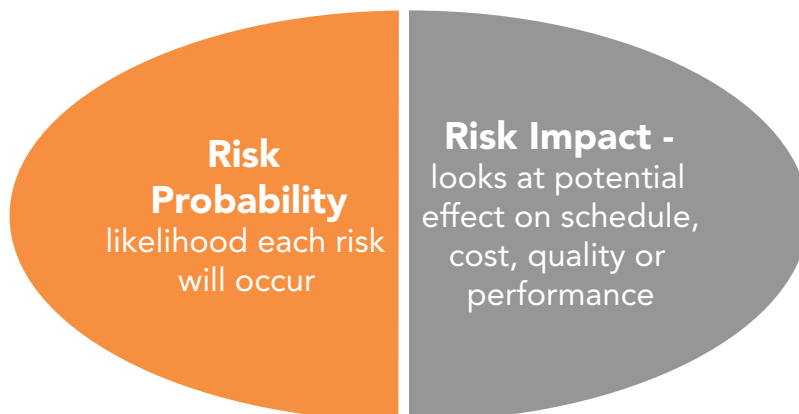 Risk
Probability
likelihood each risk
will occur
Risk Impact -
looks at potential
effect on schedule,
cost, quality or
performance